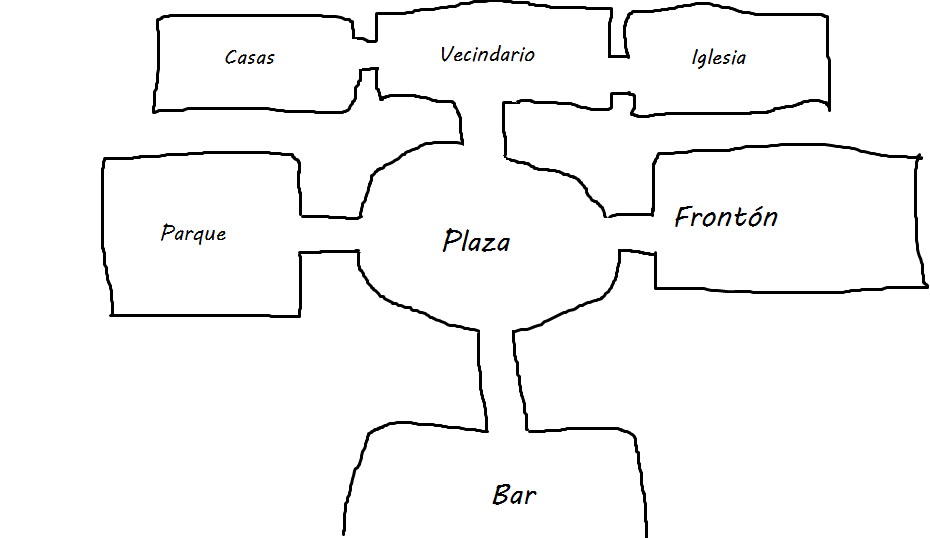 Casas
Vecindario
Iglesia
Parque
Plaza
Frontón
Bar